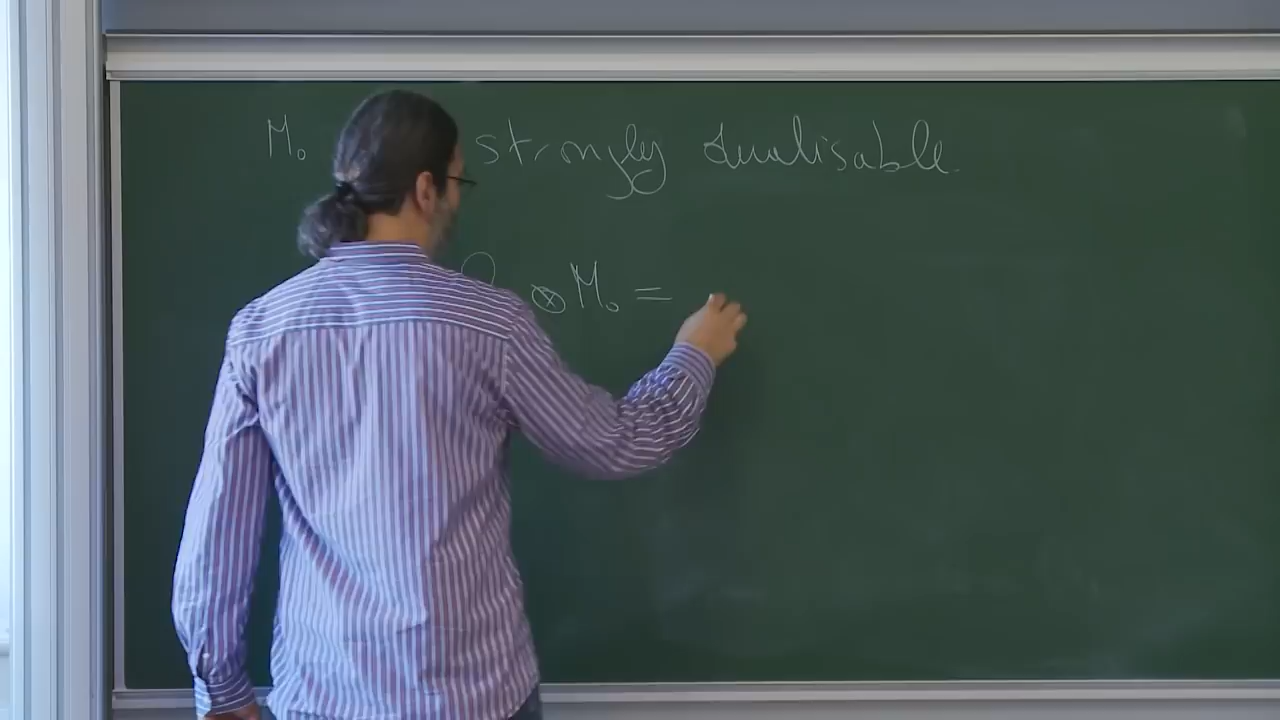 M₀ strongly dualisable.
⊗ M₀ =